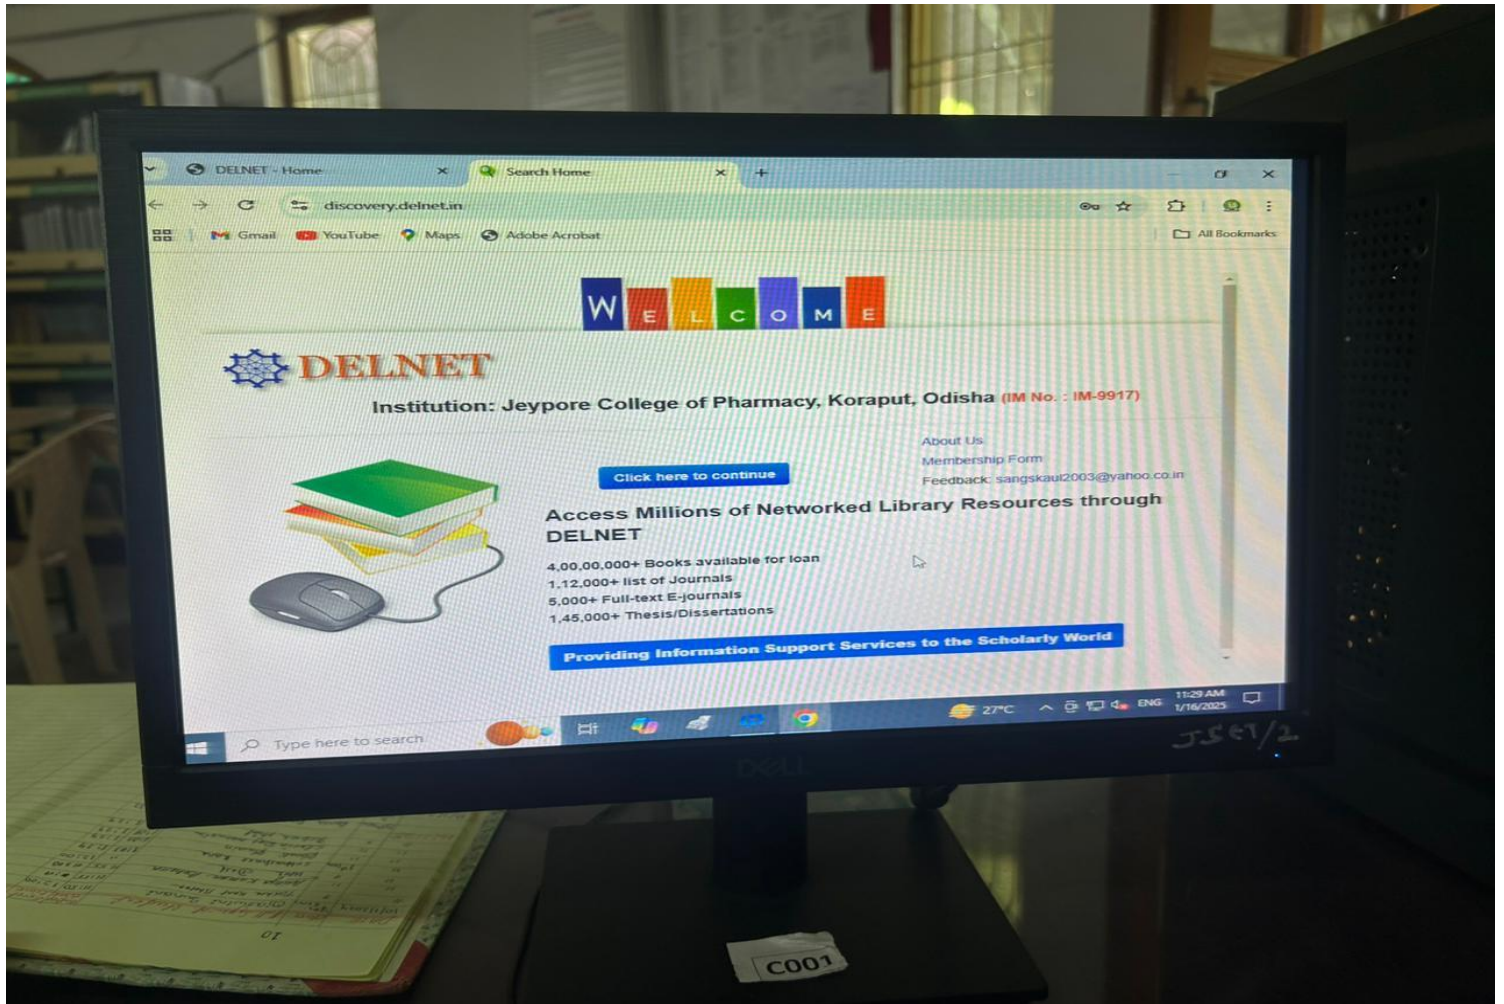 DELNET - Home
Search Home
discovery.delnet.in
Gmail YouTube Maps Adobe Acrobat All Bookmarks
WELCOME
DELNET
Institution: Jeypore College of Pharmacy, Koraput, Odisha (IM No. : IM-9917)
About Us
Membership Form
Feedback: sangskaul2003@yahoo.co.in
Click here to continue
Access Millions of Networked Library Resources through
DELNET
4,00,00,000+ Books available for loan
1,12,000+ list of Journals
5,000+ Full-text E-journals
1,45,000+ Thesis/Dissertations
Providing Information Support Services to the Scholarly World
Type here to search
27°C ENG 11:29 AM
1/16/2025
JSET/2
DELL
10
C001